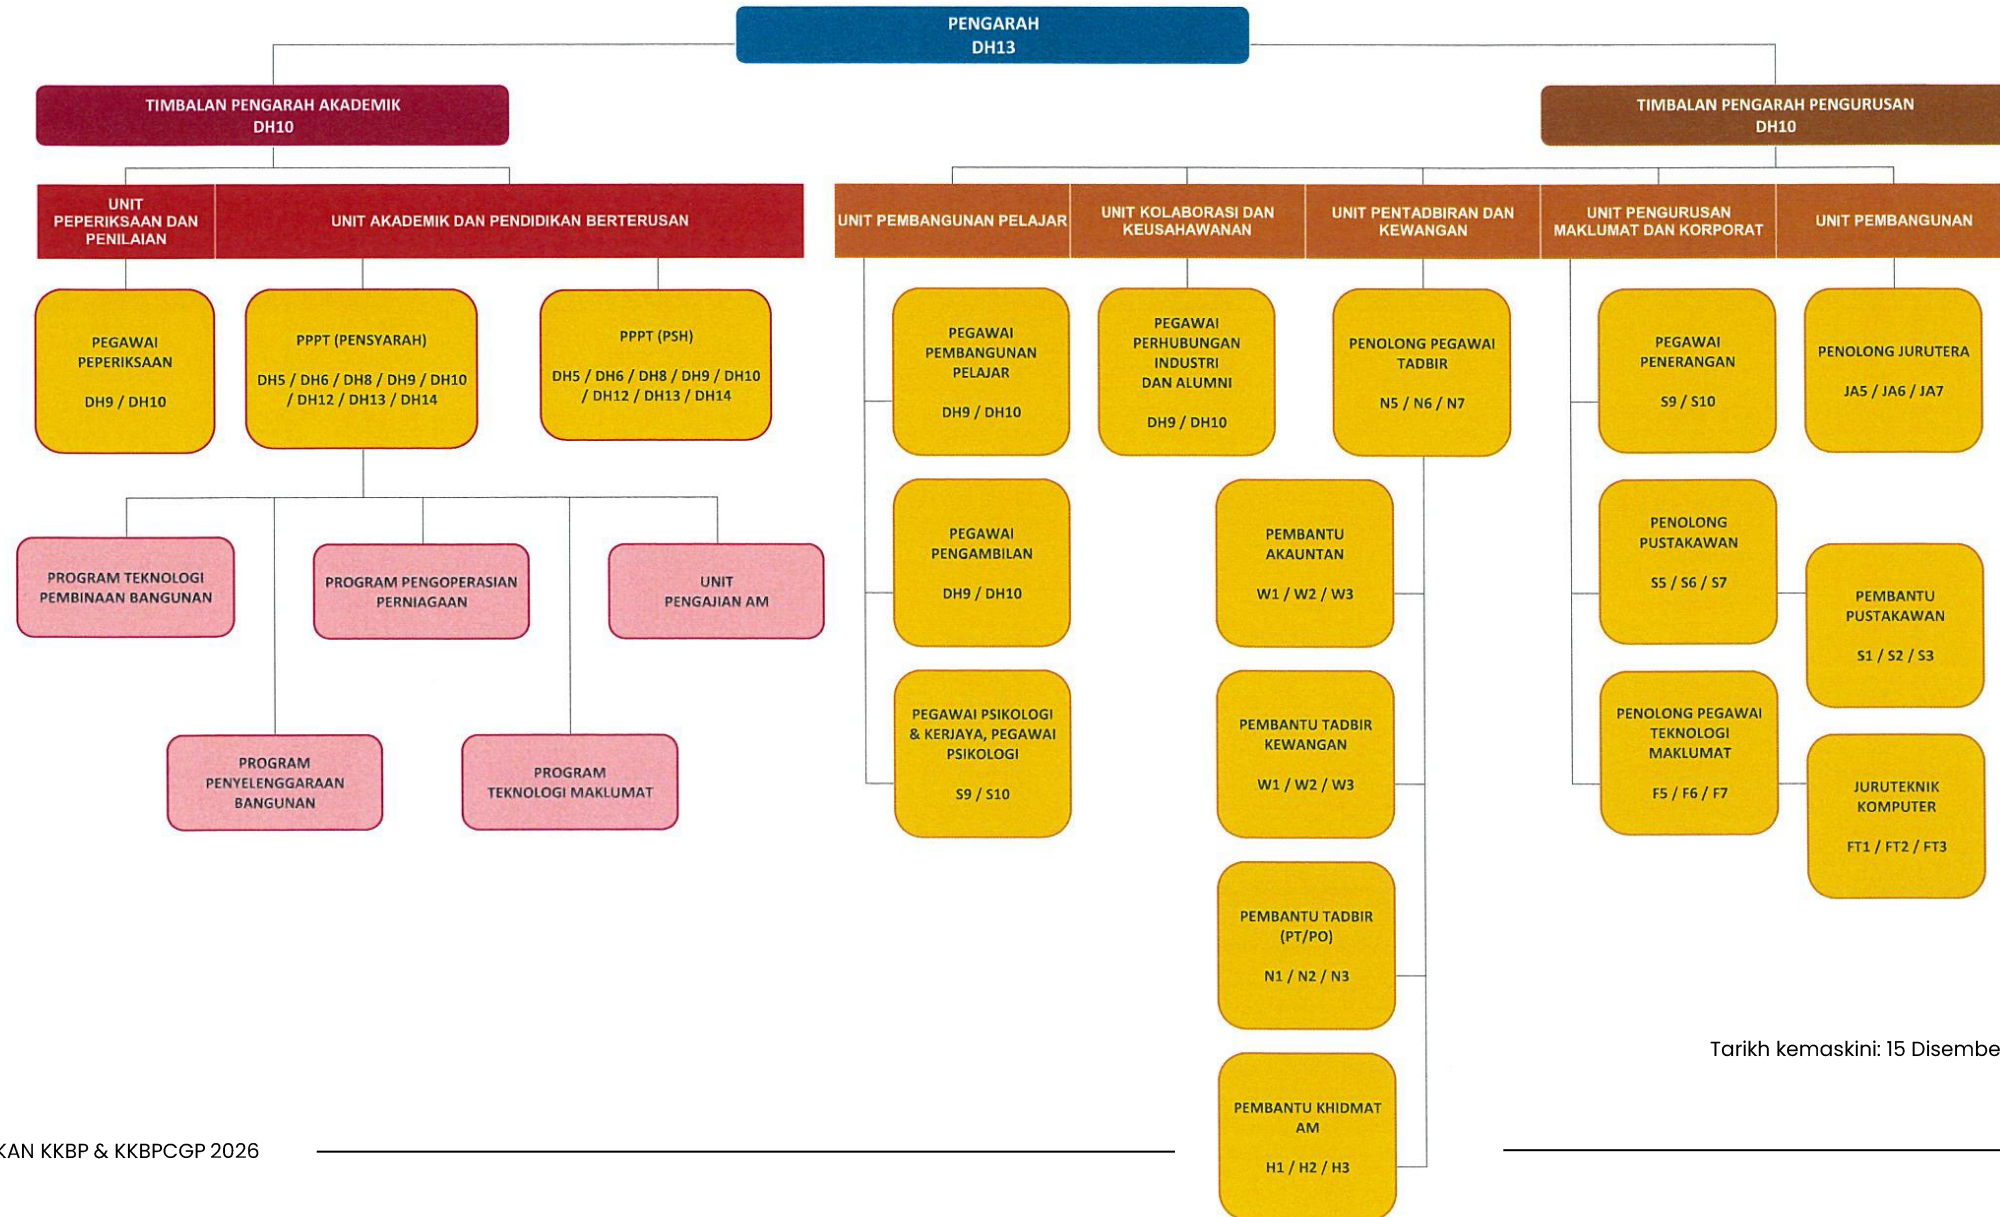 PENGARAH
DH13
TIMBALAN PENGARAH AKADEMIK
DH10
TIMBALAN PENGARAH PENGURUSAN
DH10
UNIT
PEPERIKSAAN DAN
PENILAIAN
UNIT AKADEMIK DAN PENDIDIKAN BERTERUSAN
UNIT PEMBANGUNAN PELAJAR
UNIT KOLABORASI DAN
KEUSAHAWANAN
UNIT PENTADBIRAN DAN
KEWANGAN
UNIT PENGURUSAN
MAKLUMAT DAN KORPORAT
UNIT PEMBANGUNAN
PEGAWAI
PEPERIKSAAN
DH9 / DH10
PPPT (PENSYARAH)
DH5 / DH6 / DH8 / DH9 / DH10
/ DH12 / DH13 / DH14
PPPT (PSH)
DH5 / DH6 / DH8 / DH9 / DH10
/ DH12 / DH13 / DH14
PEGAWAI
PEMBANGUNAN
PELAJAR
DH9 / DH10
PEGAWAI
PERHUBUNGAN
INDUSTRI
DAN ALUMNI
DH9 / DH10
PENOLONG PEGAWAI
TADBIR
N5 / N6 / N7
PEGAWAI
PENERANGAN
S9 / S10
PENOLONG JURUTERA
JA5 / JA6 / JA7
PROGRAM TEKNOLOGI
PEMBINAAN BANGUNAN
PROGRAM PENGOPERASIAN
PERNIAGAAN
UNIT
PENGAJIAN AM
PEGAWAI
PENGAMBILAN
DH9 / DH10
PEMBANTU
AKAUNTAN
W1 / W2 / W3
PENOLONG
PUSTAKAWAN
S5 / S6 / S7
PEMBANTU
PUSTAKAWAN
S1 / S2 / S3
PROGRAM
PENYELENGGARAAN
BANGUNAN
PROGRAM
TEKNOLOGI MAKLUMAT
PEGAWAI PSIKOLOGI
& KERJAYA, PEGAWAI
PSIKOLOGI
S9 / S10
PEMBANTU TADBIR
KEWANGAN
W1 / W2 / W3
PENOLONG PEGAWAI
TEKNOLOGI
MAKLUMAT
F5 / F6 / F7
JURUTEKNIK
KOMPUTER
FT1 / FT2 / FT3
PEMBANTU TADBIR
(PT/PO)
N1 / N2 / N3
Tarikh kemaskini: 15 Disembe
PEMBANTU KHIDMAT
AM
H1 / H2 / H3
KAN KKBP & KKBPCGP 2026